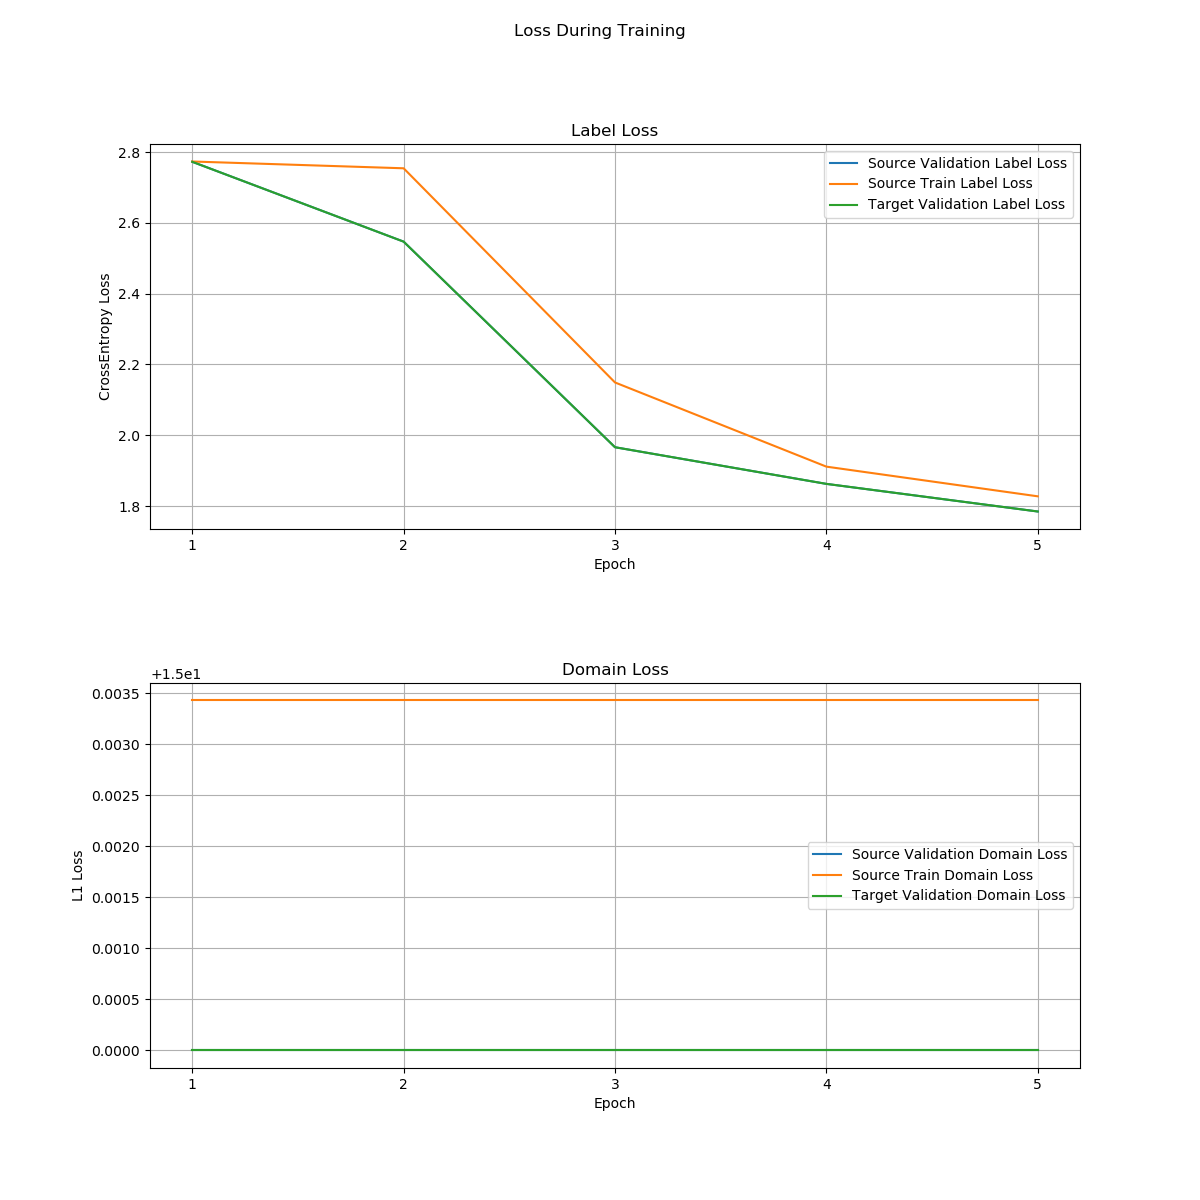 Loss During Training
Label Loss
2.8
2.6
2.4
2.2
2.0
1.8
CrossEntropy Loss
Source Validation Label Loss
Source Train Label Loss
Target Validation Label Loss
1 2 3 4 5
Epoch
Domain Loss
+1.5e1
0.0035
0.0030
0.0025
0.0020
0.0015
0.0010
0.0005
0.0000
L1 Loss
Source Validation Domain Loss
Source Train Domain Loss
Target Validation Domain Loss
1 2 3 4 5
Epoch